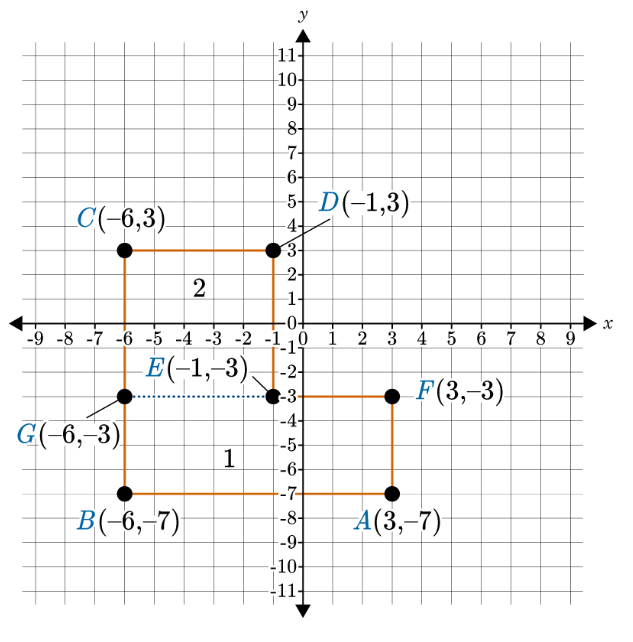 y
11
10
9
8
7
6
5
4
3
2
1
0
-1
-2
-3
-4
-5
-6
-7
-8
-9
-10
-11
C(–6,3)
D(–1,3)
2
-9 -8 -7 -6 -5 -4 -3 -2 -1 0 1 2 3 4 5 6 7 8 9 x
E(–1,–3)
F(3,–3)
G(–6,–3)
1
B(–6,–7)
A(3,–7)